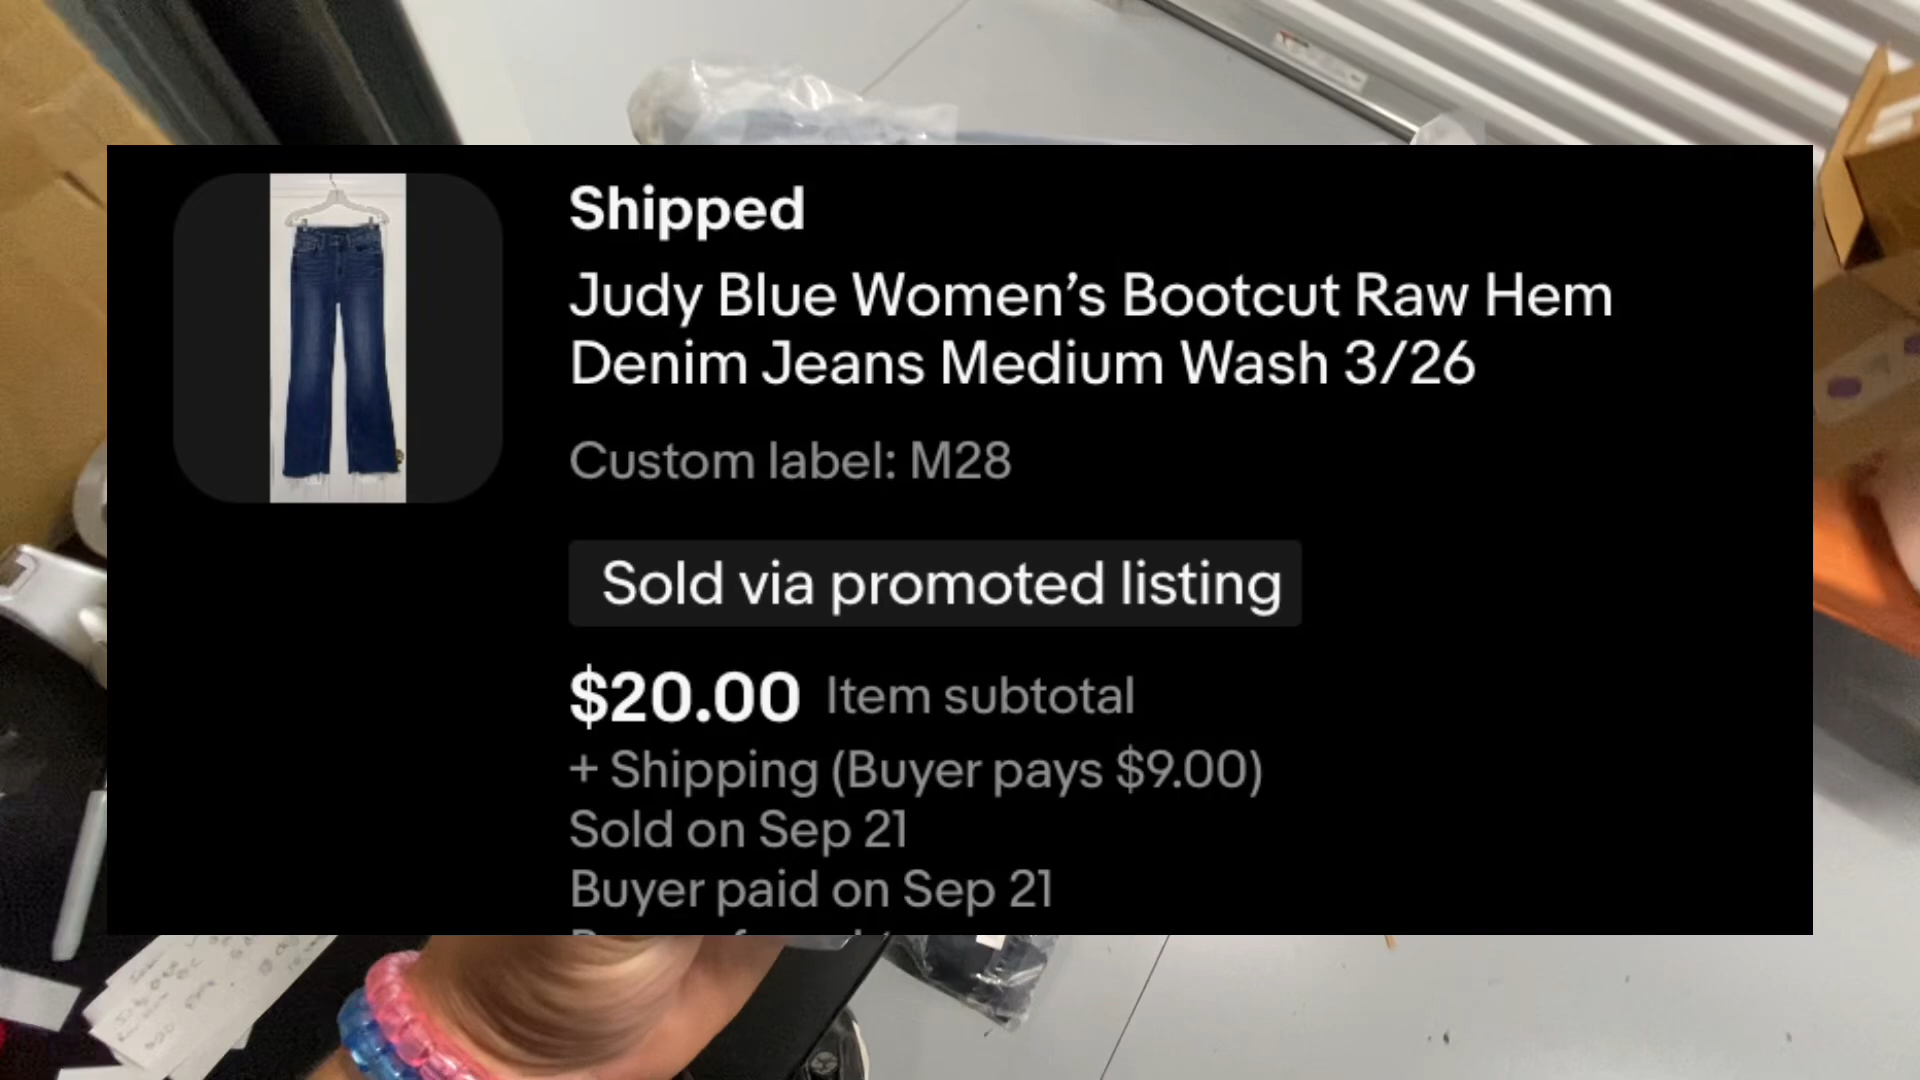 Shipped
Judy Blue Women’s Bootcut Raw Hem
Denim Jeans Medium Wash 3/26
Custom label: M28
Sold via promoted listing
$20.00 Item subtotal
+ Shipping (Buyer pays $9.00)
Sold on Sep 21
Buyer paid on Sep 21